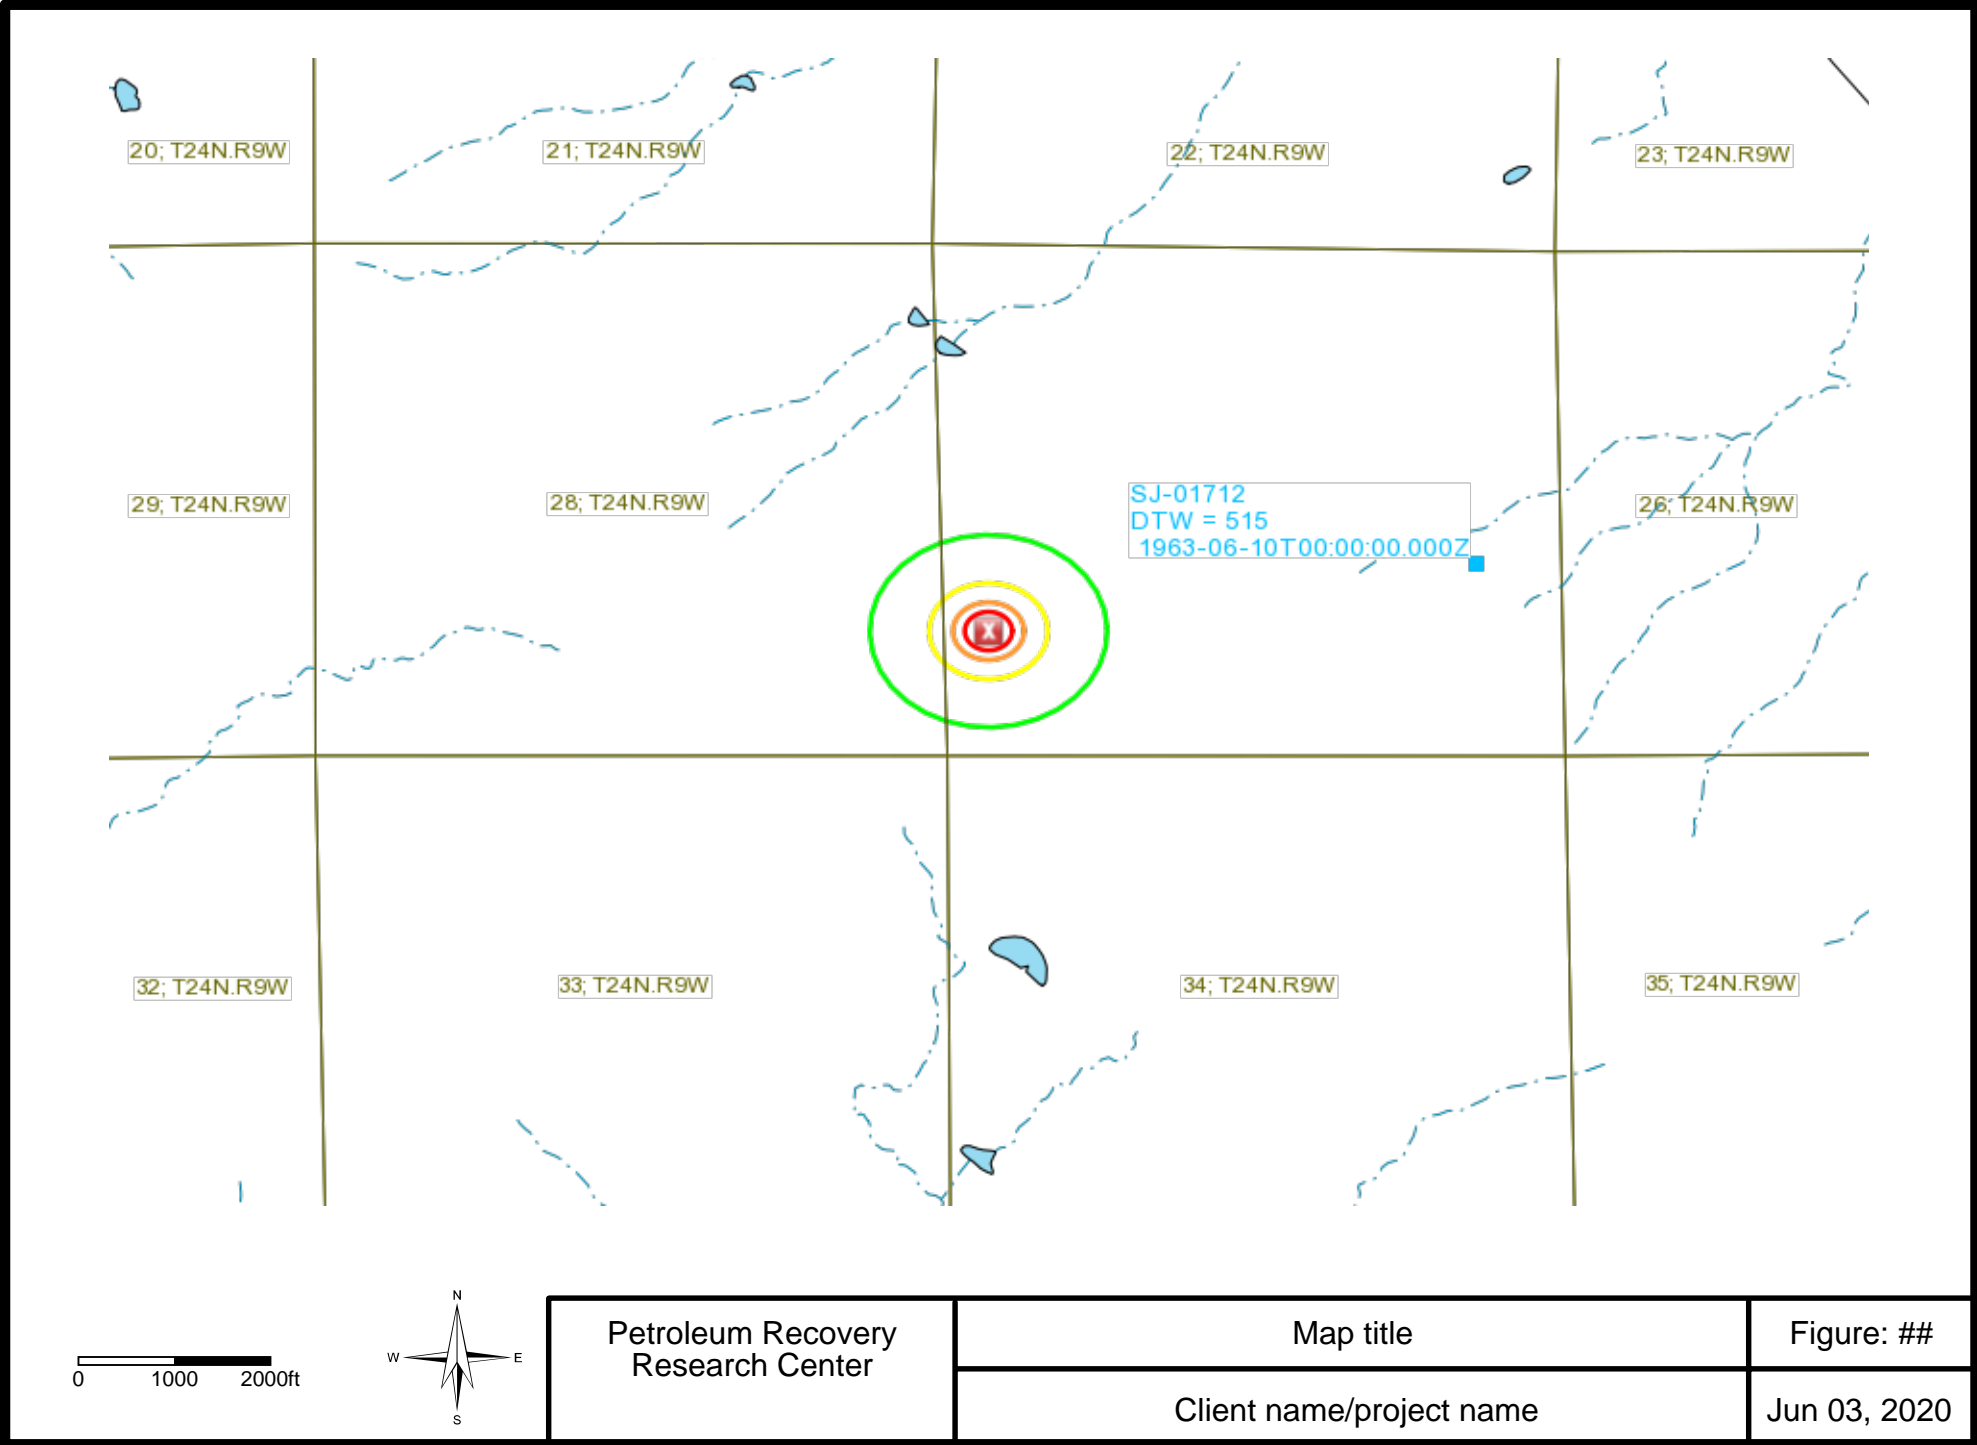 20; T24N.R9W
21; T24N.R9W
22; T24N.R9W
23; T24N.R9W
29; T24N.R9W
28; T24N.R9W
SJ-01712
DTW = 515
1963-06-10T00:00:00.000Z
26; T24N.R9W
X
32; T24N.R9W
33; T24N.R9W
34; T24N.R9W
35; T24N.R9W
0 1000 2000ft
N
W E
S
Petroleum Recovery
Research Center
Map title
Figure: ##
Client name/project name
Jun 03, 2020